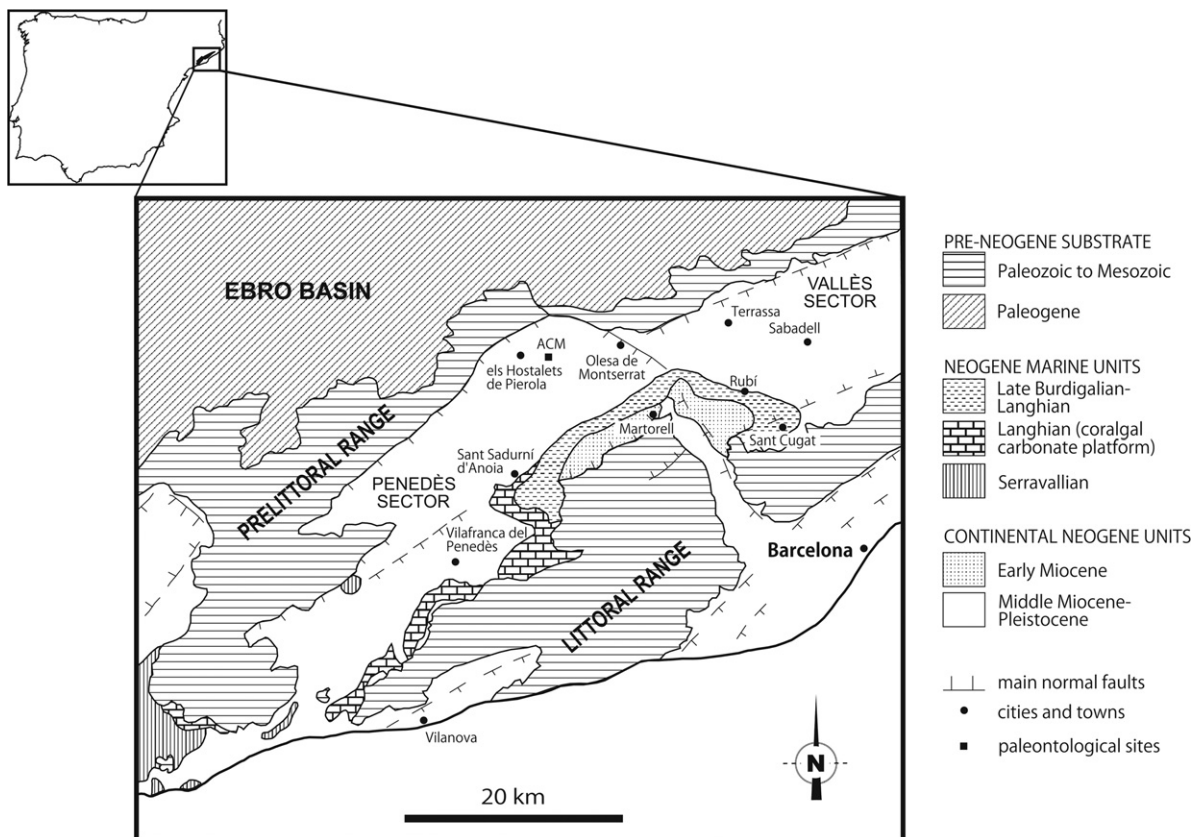 EBRO BASIN
VALLÈS
SECTOR
Terrassa
Sabadell
ACM
els Hostalets
de Pierola
Olesa de
Montserrat
Rubí
Martorell
Sant Cugat
PRELITTORAL RANGE
Sant Sadurní
d'Anoia
PENEDÈS
SECTOR
Vilafranca del
Penedès
Barcelona
LITTORAL RANGE
Vilanova
20 km
N
PRE-NEOGENE SUBSTRATE
Paleozoic to Mesozoic
Paleogene
NEOGENE MARINE UNITS
Late Burdigalian-
Langhian
Langhian (coralgal
carbonate platform)
Serravallian
CONTINENTAL NEOGENE UNITS
Early Miocene
Middle Miocene-
Pleistocene
main normal faults
cities and towns
paleontological sites